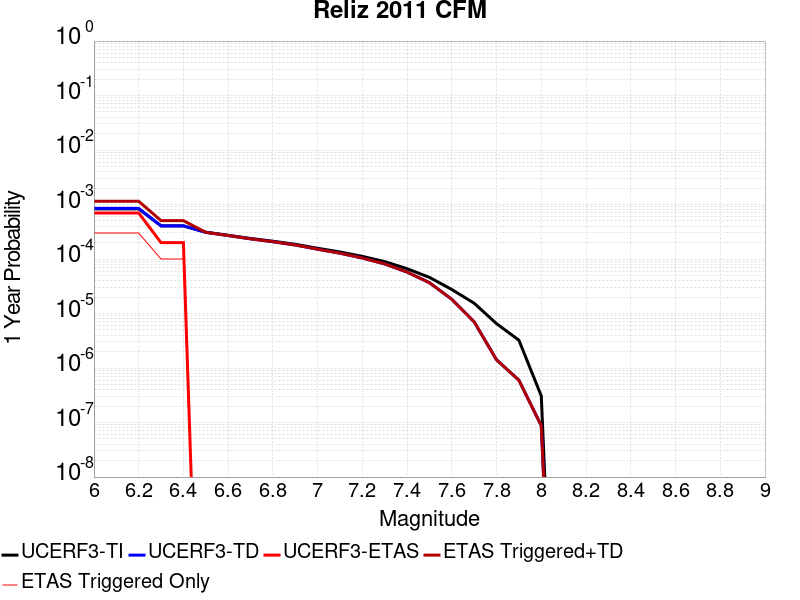 Reliz 2011 CFM
10^0
10^-1
10^-2
10^-3
10^-4
10^-5
10^-6
10^-7
10^-8
1 Year Probability
6 6.2 6.4 6.6 6.8 7 7.2 7.4 7.6 7.8 8 8.2 8.4 8.6 8.8 9
Magnitude
UCERF3-TI UCERF3-TD UCERF3-ETAS ETAS Triggered+TD
ETAS Triggered Only